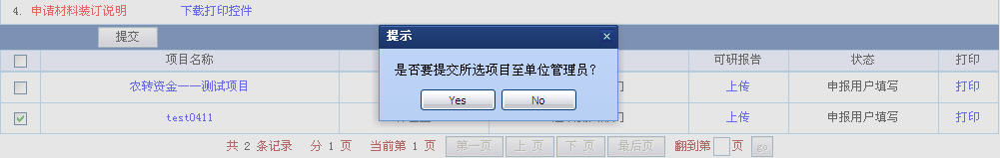 4. 申请材料装订说明 下载打印控件
提交
提示
项目名称 可研报告 状态 打印
是否要提交所选项目至单位管理员？
农转资金一一测试项目 上传 申报用户填写 打印
Yes No
test0411 上传 申报用户填写 打印
共 2 条记录 分 1 页 当前第 1 页 第一页 上 页 下 页 最后页 翻到第 页 go